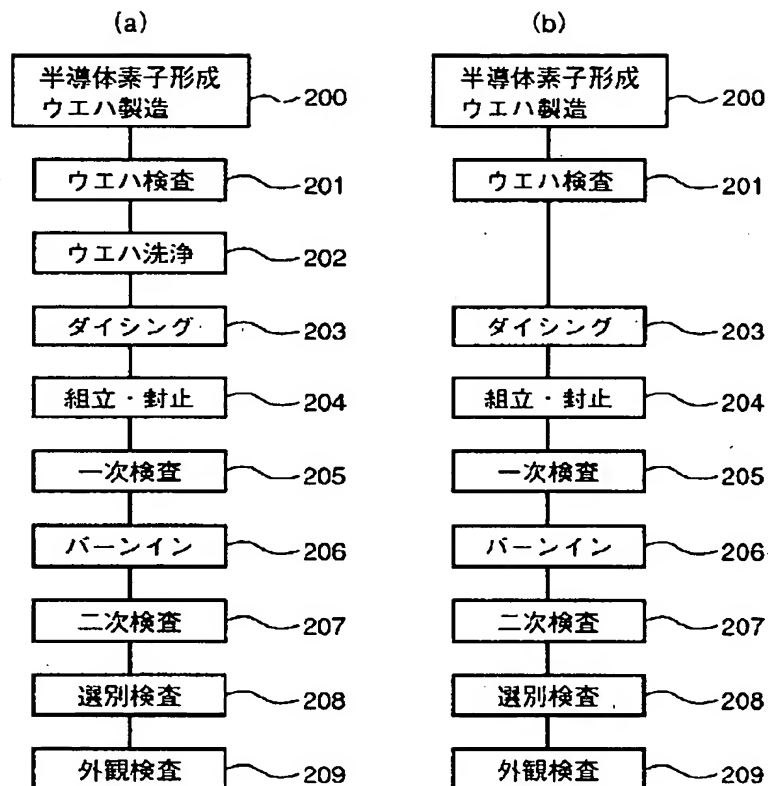 (a)
半導体素子形成
ウエハ製造
200
ウエハ検査
201
ウエハ洗浄
202
ダイシング
203
組立・封止
204
一次検査
205
バーンイン
206
二次検査
207
選別検査
208
外観検査
209
(b)
半導体素子形成
ウエハ製造
200
ウエハ検査
201
ダイシング
203
組立・封止
204
一次検査
205
バーンイン
206
二次検査
207
選別検査
208
外観検査
209